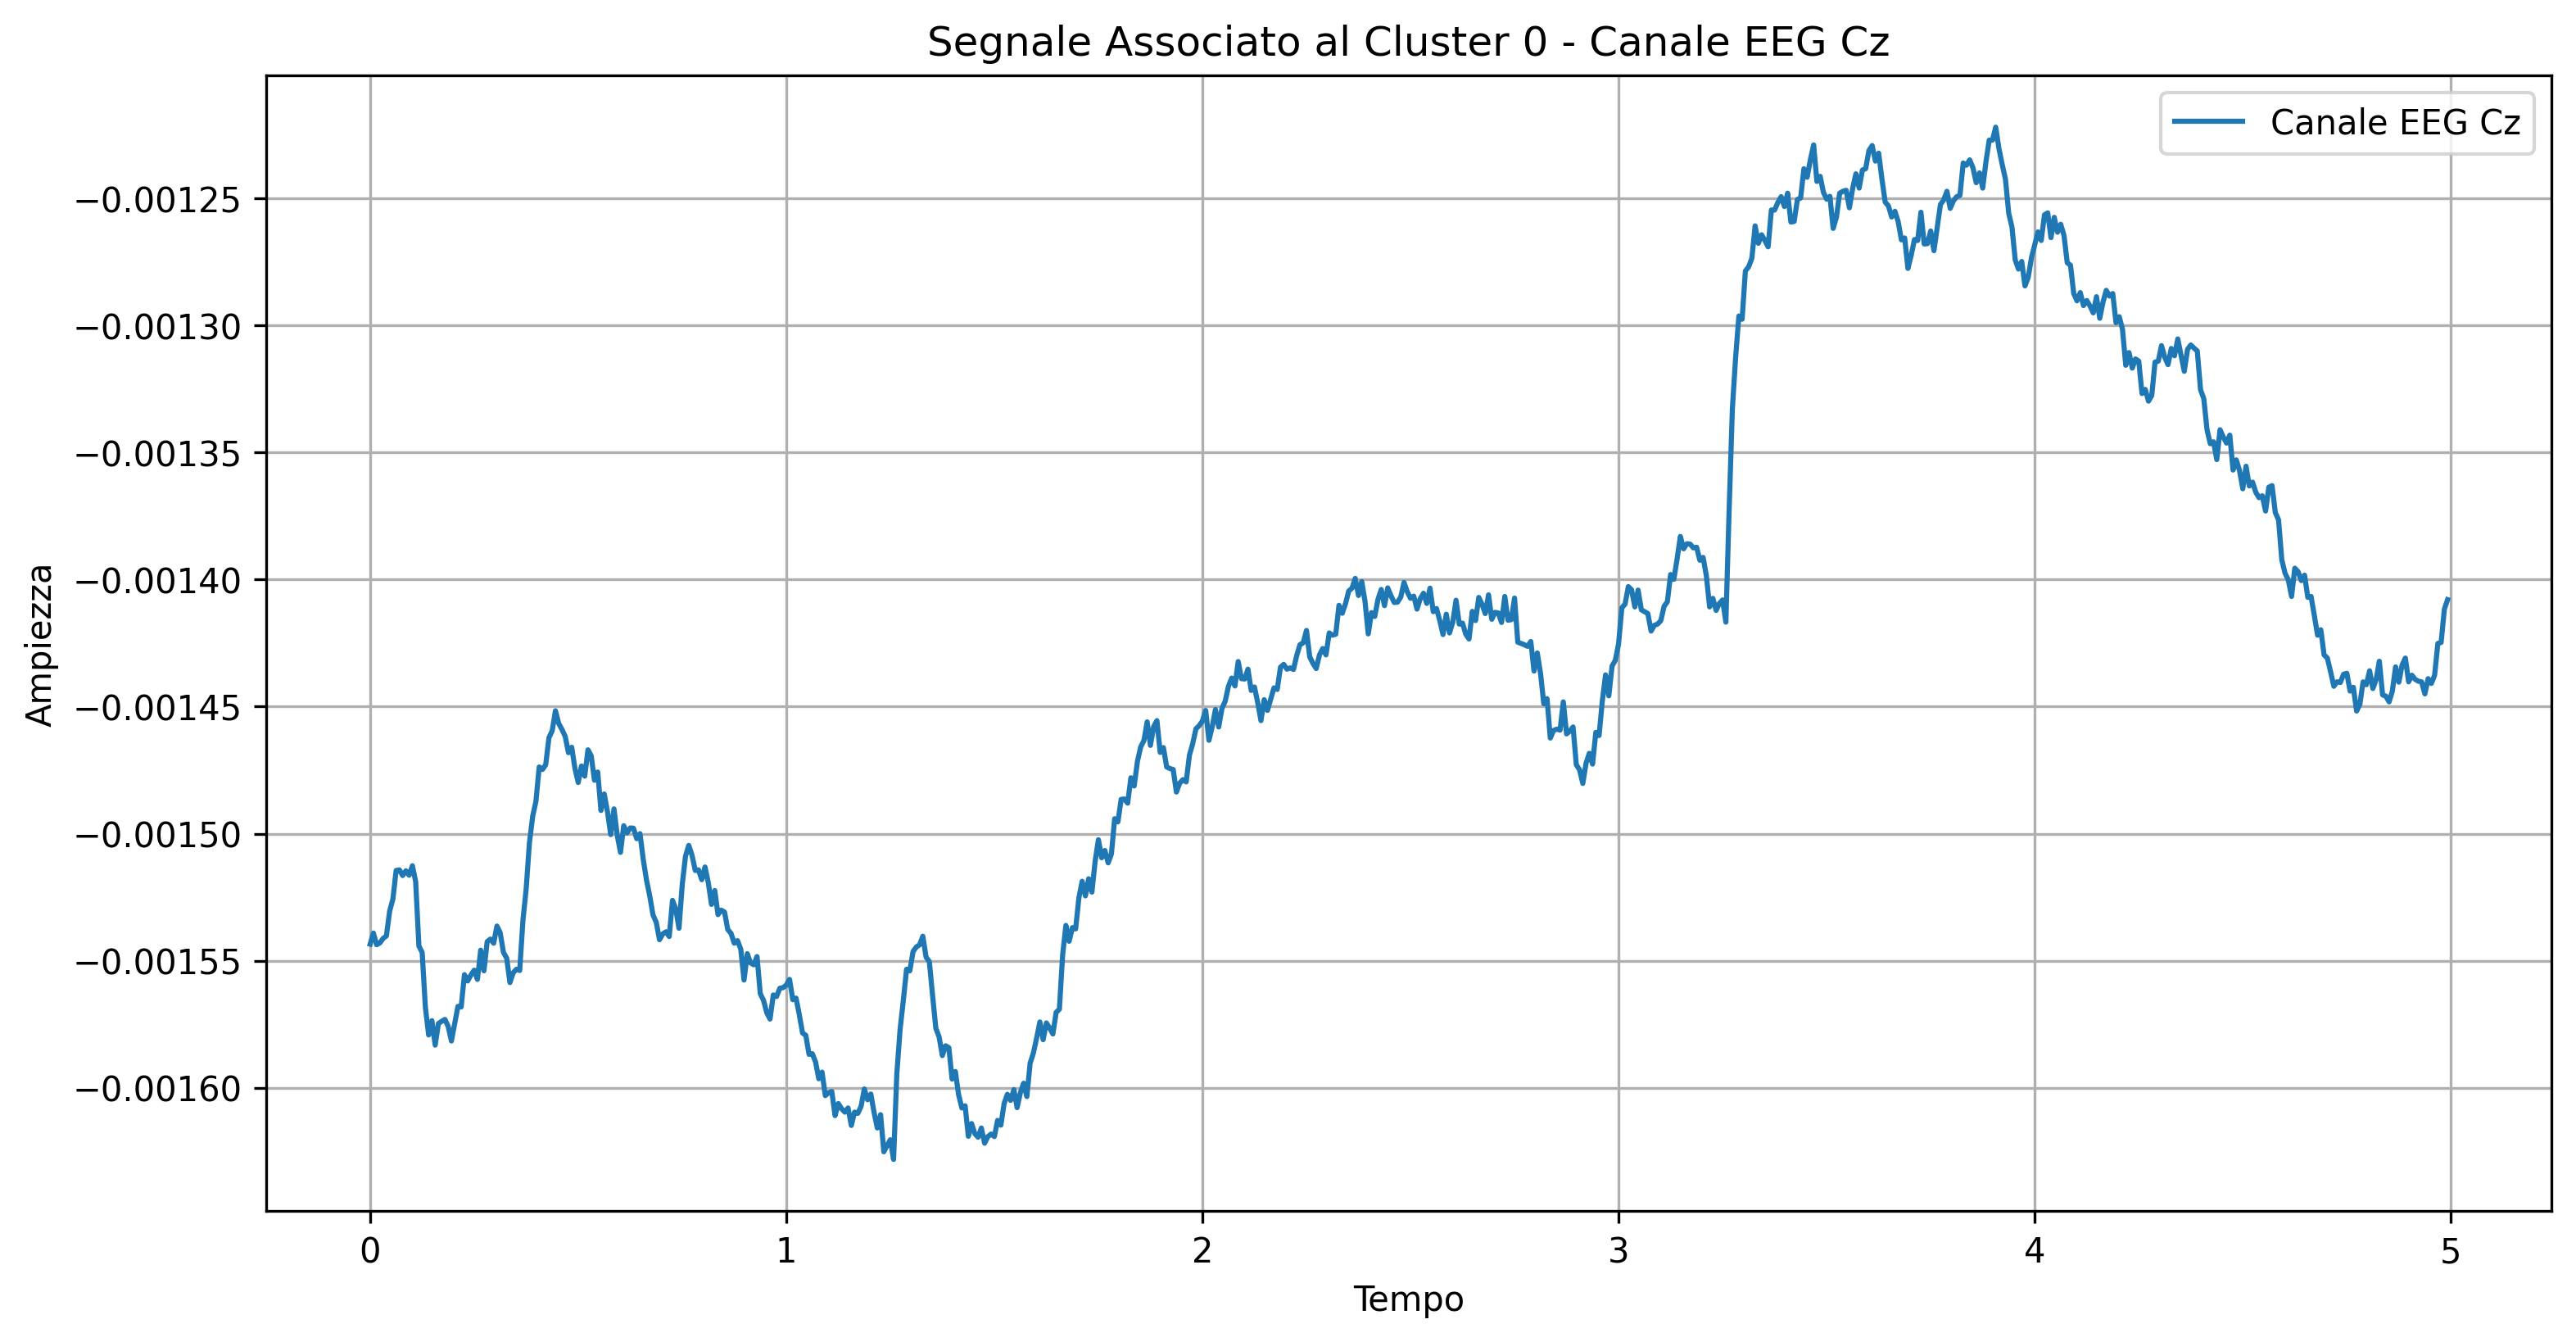 Segnale Associato al Cluster 0 - Canale EEG Cz
Canale EEG Cz
−0.00125
−0.00130
−0.00135
−0.00140
−0.00145
−0.00150
−0.00155
−0.00160
Ampiezza
0 1 2 3 4 5
Tempo